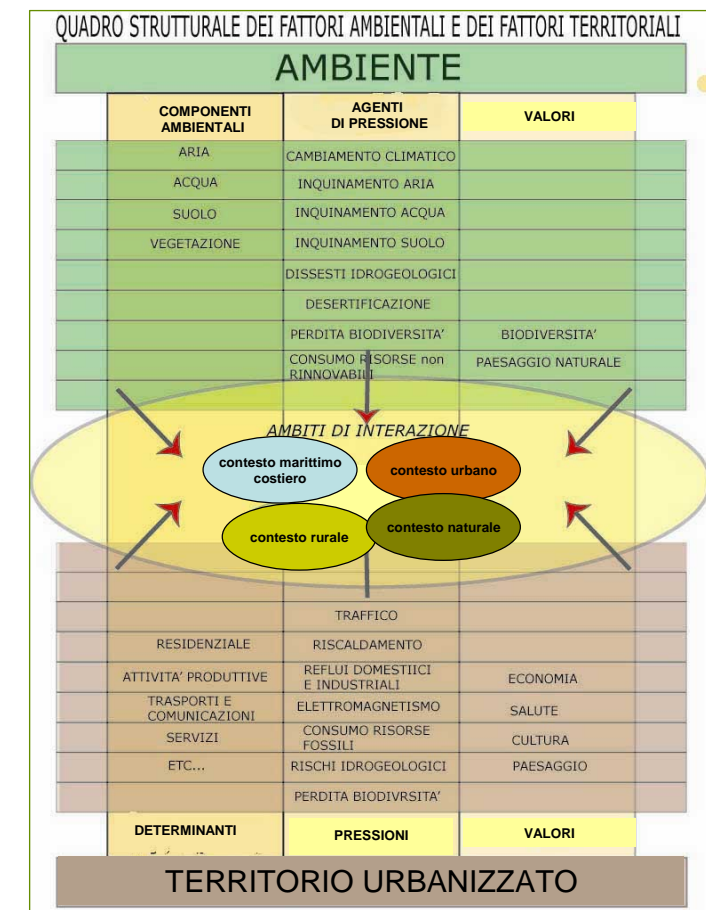 QUADRO STRUTTURALE DEI FATTORI AMBIENTALI E DEI FATTORI TERRITORIALI
AMBIENTE
COMPONENTI
AMBIENTALI
AGENTI
DI PRESSIONE
VALORI
ARIA
CAMBIAMENTO CLIMATICO
ACQUA
INQUINAMENTO ARIA
SUOLO
INQUINAMENTO ACQUA
VEGETAZIONE
INQUINAMENTO SUOLO
DISSESTI IDROGEOLOGICI
DESERTIFICAZIONE
PERDITA BIODIVERSITA'
BIODIVERSITA'
CONSUMO RISORSE non
RINNOVABILI
PAESAGGIO NATURALE
AMBITI DI INTERAZIONE
contesto marittimo
costiero
contesto urbano
contesto rurale
contesto naturale
TRAFFICO
RESIDENZIALE
RISCALDAMENTO
ATTIVITA' PRODUTTIVE
REFLUI DOMESTIICI
E INDUSTRIALI
ECONOMIA
TRASPORTI E
COMUNICAZIONI
ELETTROMAGNETISMO
SALUTE
SERVIZI
CONSUMO RISORSE
FOSSILI
CULTURA
ETC...
RISCHI IDROGEOLOGICI
PAESAGGIO
PERDITA BIODIVRSITA'
DETERMINANTI
PRESSIONI
VALORI
TERRITORIO URBANIZZATO